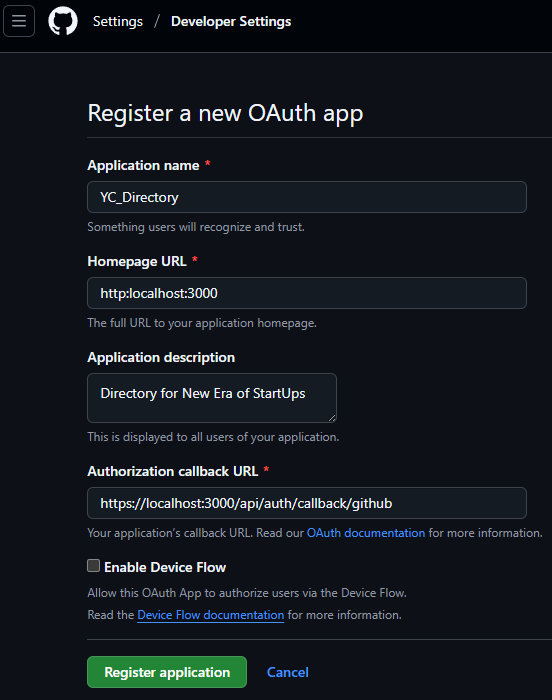 Settings / Developer Settings
Register a new OAuth app
Application name *
YC_Directory
Something users will recognize and trust.
Homepage URL *
http:localhost:3000
The full URL to your application homepage.
Application description
Directory for New Era of StartUps
This is displayed to all users of your application.
Authorization callback URL *
https://localhost:3000/api/auth/callback/github
Your application's callback URL. Read our OAuth documentation for more information.
Enable Device Flow
Allow this OAuth App to authorize users via the Device Flow.
Read the Device Flow documentation for more information.
Register application Cancel